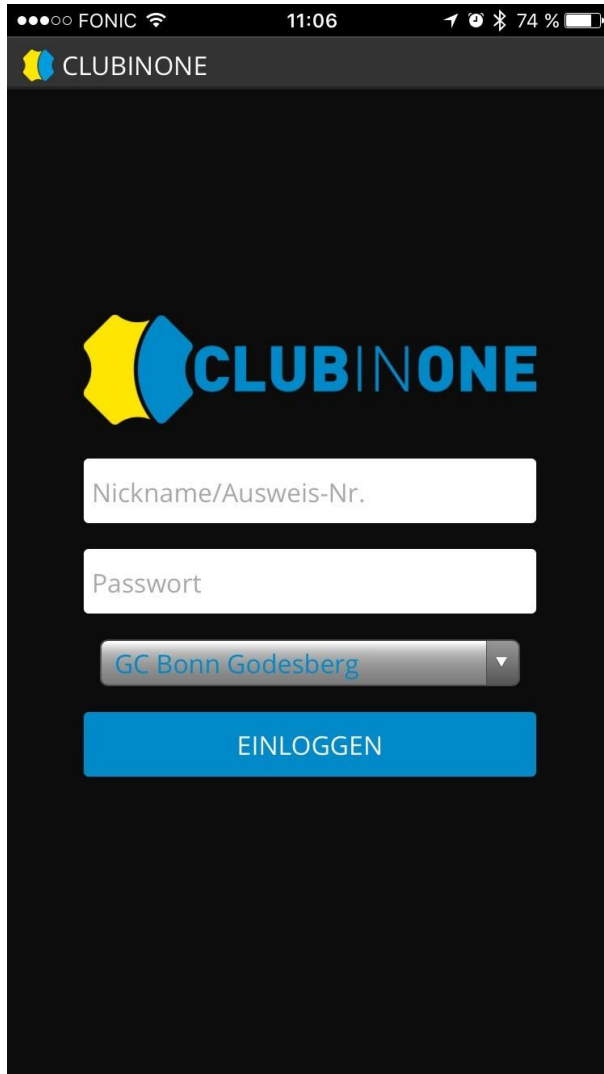 FONIC 11:06 74 %
CLUBINONE
CLUBINONE
Nickname/Ausweis-Nr.
Passwort
GC Bonn Godesberg
EINLOGGEN